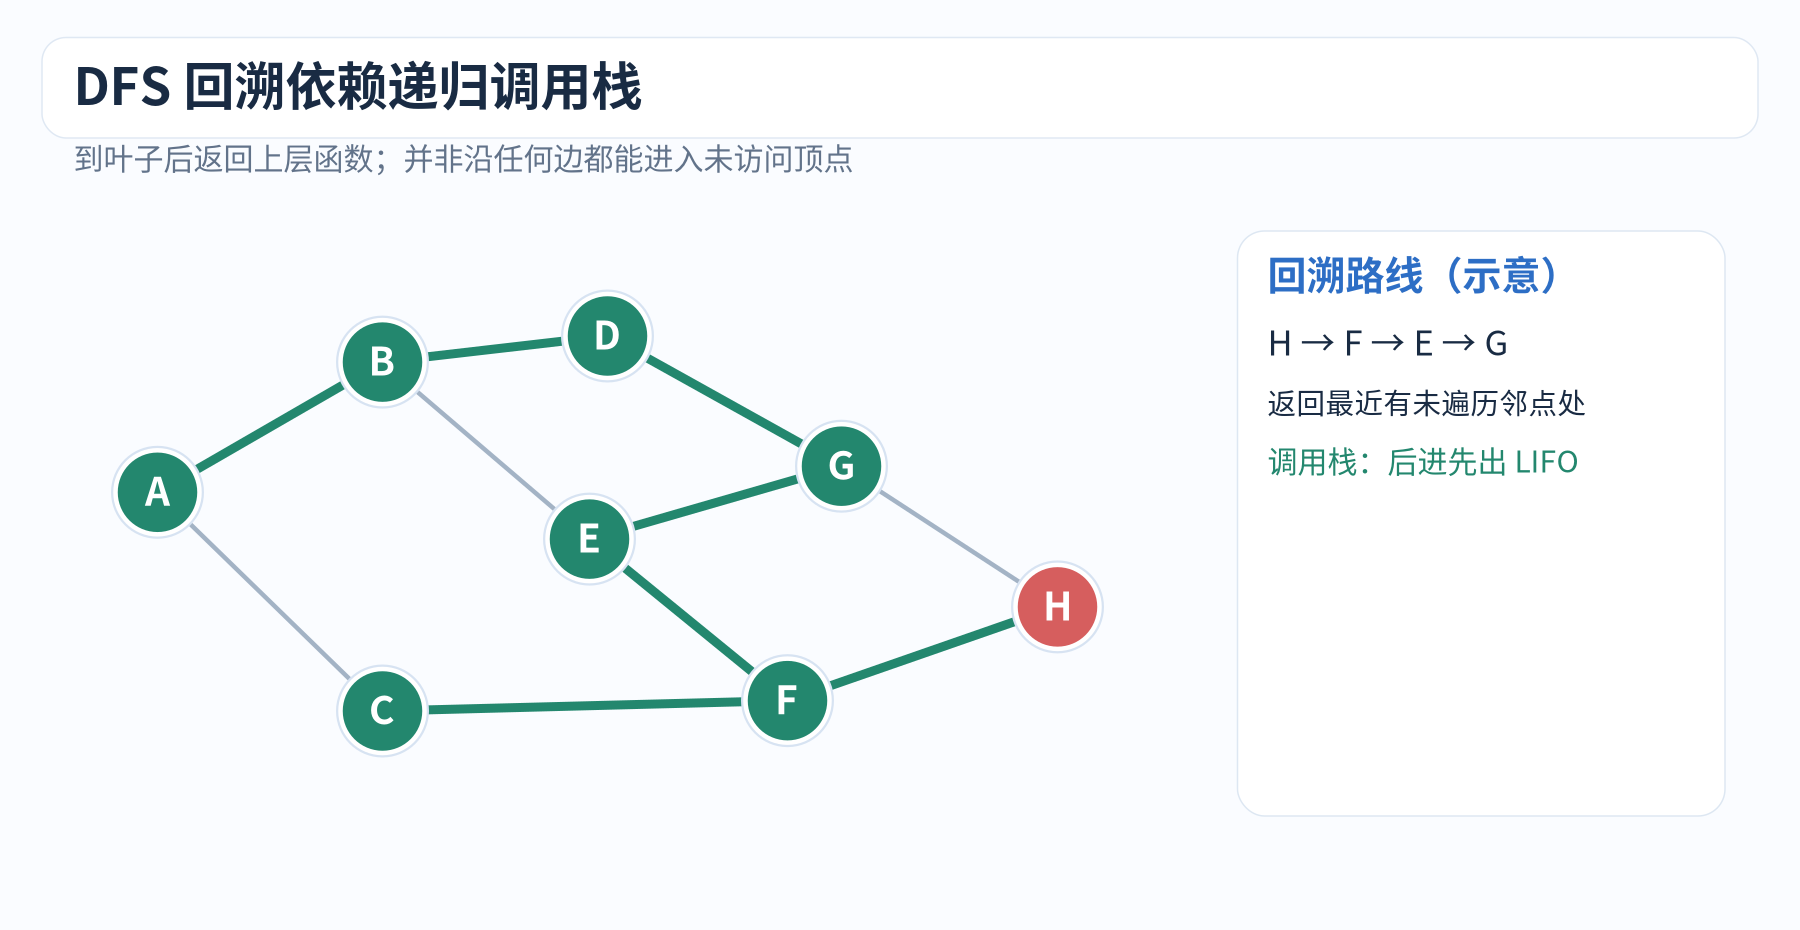 DFS 回溯依赖递归调用栈
到叶子后返回上层函数；并非沿任何边都能进入未访问顶点
回溯路线（示意）
H → F → E → G
返回最近有未遍历邻点处
调用栈：后进先出 LIFO
D
B
G
A
E
H
F
C